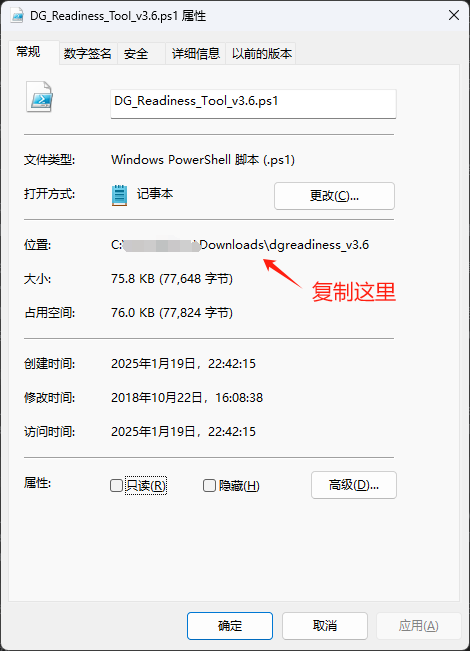 DG_Readiness_Tool_v3.6.ps1 属性
常规 数字签名 安全 详细信息 以前的版本
DG_Readiness_Tool_v3.6.ps1
文件类型: Windows PowerShell 脚本 (.ps1)
打开方式: 记事本 更改(C)...
位置: C:\ \Downloads\dgreadiness_v3.6
大小: 75.8 KB (77,648 字节)
复制这里
占用空间: 76.0 KB (77,824 字节)
创建时间: 2025年1月19日，22:42:15
修改时间: 2018年10月22日，16:08:38
访问时间: 2025年1月19日，22:42:15
属性: 只读(R) 隐藏(H) 高级(D)...
确定 取消 应用(A)